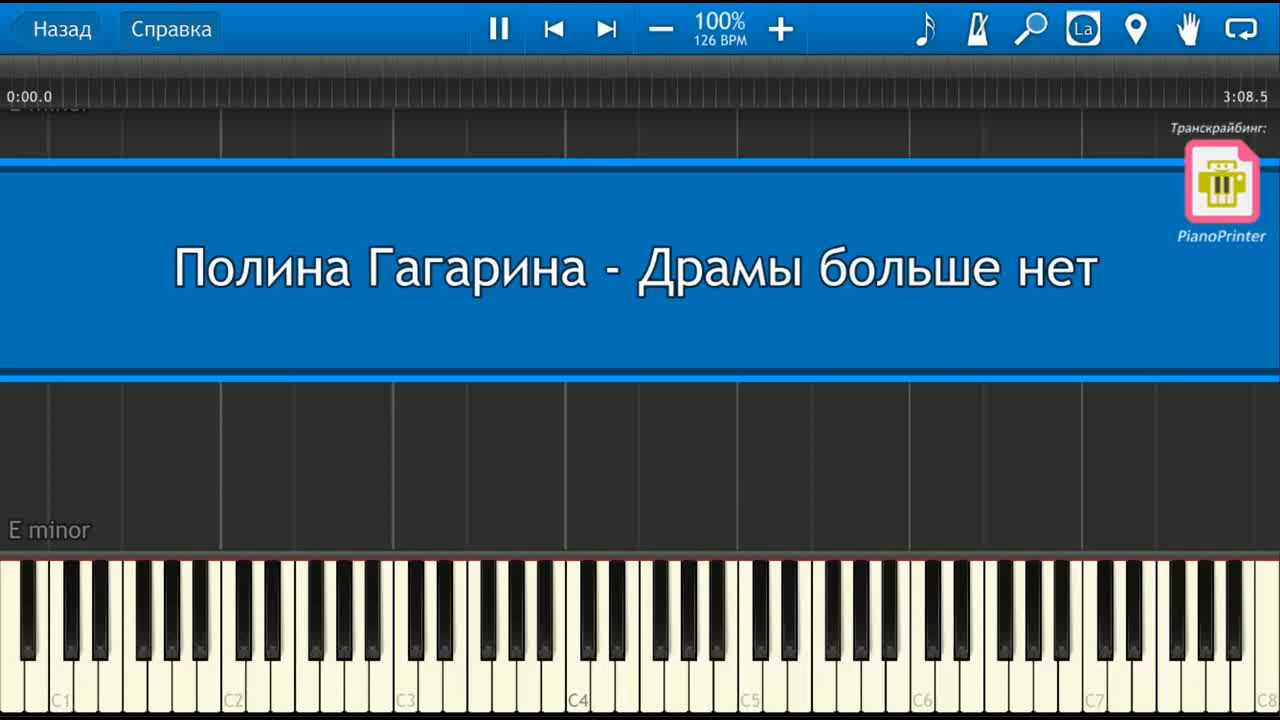 Назад
Справка
100%
126 BPM
La
0:00.0
E minor
3:08.5
Транскрайбинг:
PianoPrinter
Полина Гагарина - Драмы больше нет
E minor
C1
C2
C3
C4
C5
C6
C7
C8